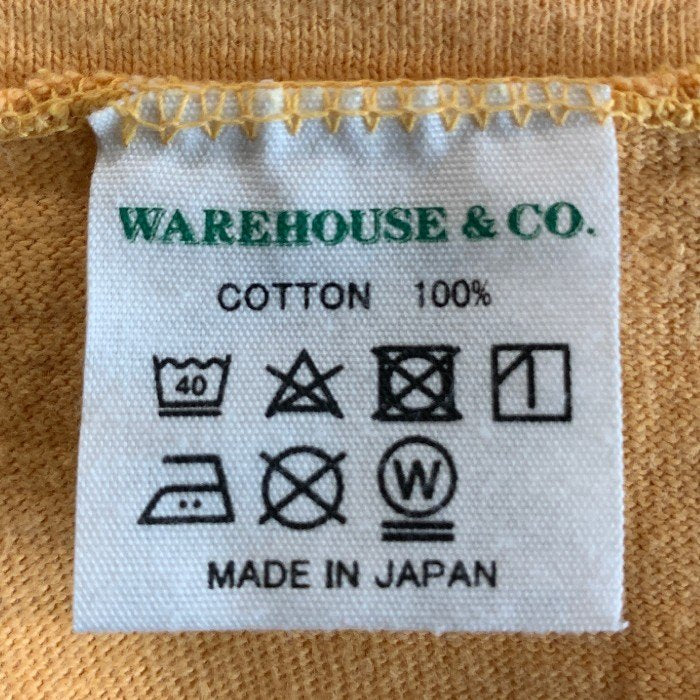 WAREHOUSE & CO.
COTTON 100%
40
W
MADE IN JAPAN